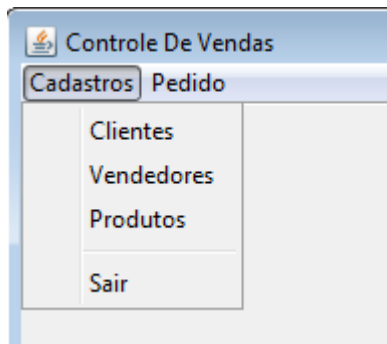 Controle De Vendas
Cadastros Pedido
Clientes
Vendedores
Produtos
Sair